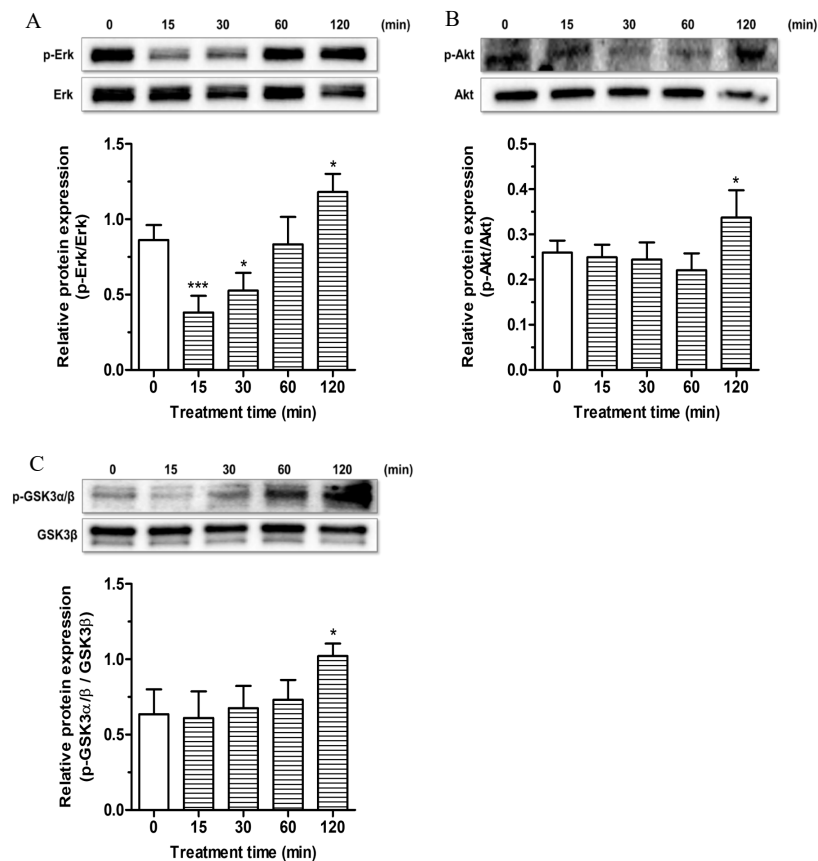 A
0 15 30 60 120 (min)
p-Erk
Erk
1.5
1.0
0.5
0.0
Relative protein expression
(p-Erk/Erk)
***
*
*
0 15 30 60 120
Treatment time (min)
B
0 15 30 60 120 (min)
p-Akt
Akt
0.5
0.4
0.3
0.2
0.1
0.0
Relative protein expression
(p-Akt/Akt)
*
0 15 30 60 120
Treatment time (min)
C
0 15 30 60 120 (min)
p-GSK3α/β
GSK3β
1.5
1.0
0.5
0.0
Relative protein expression
(p-GSK3α/β / GSK3β)
*
0 15 30 60 120
Treatment time (min)